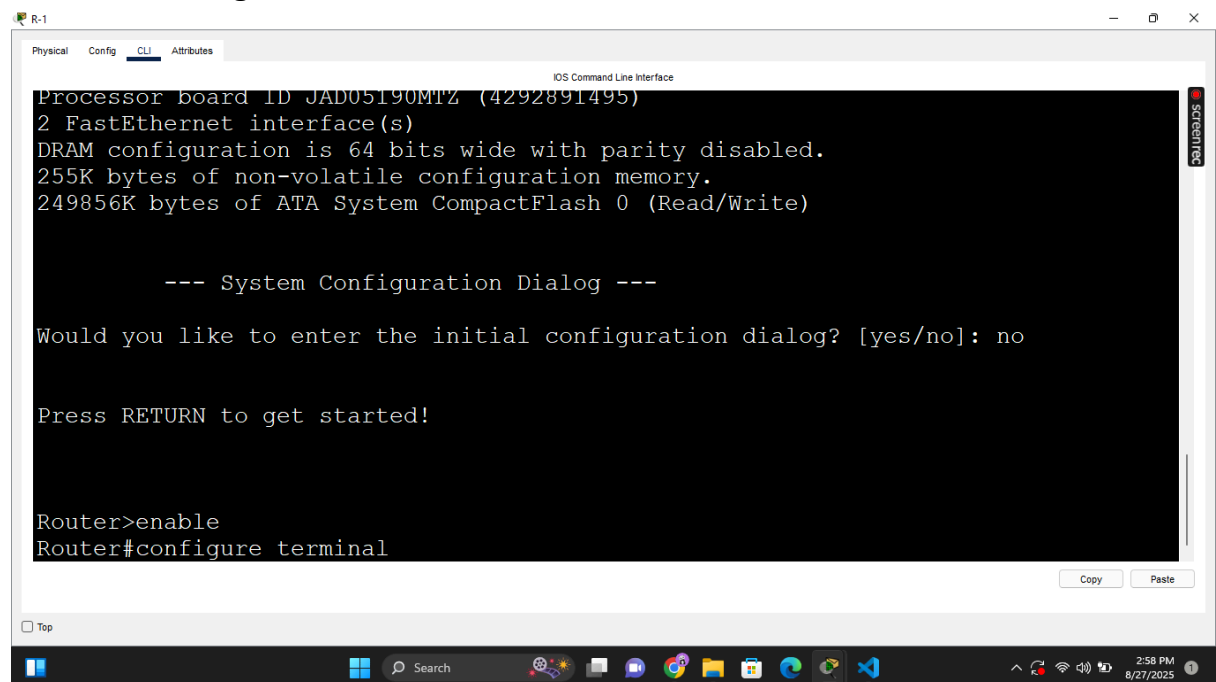 R-1
Physical Config CLI Attributes
IOS Command Line Interface
Processor board ID JAD05190MTZ (4292891495)
2 FastEthernet interface(s)
DRAM configuration is 64 bits wide with parity disabled.
255K bytes of non-volatile configuration memory.
249856K bytes of ATA System CompactFlash 0 (Read/Write)
--- System Configuration Dialog ---
Would you like to enter the initial configuration dialog? [yes/no]: no
Press RETURN to get started!
Router>enable
Router#configure terminal
screenrec
Copy Paste
Top
Search
2:58 PM
8/27/2025
1